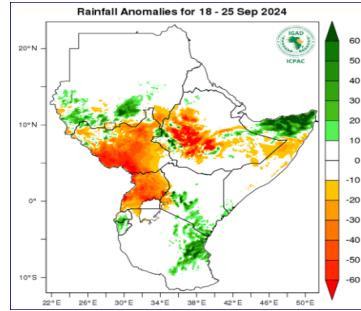 Rainfall Anomalies for 18 - 25 Sep 2024
IGAD
ICPAC
20°N
10°N
0°
10°S
22°E 26°E 30°E 34°E 38°E 42°E 46°E 50°E
60
50
40
30
20
10
0
-10
-20
-30
-40
-50
-60